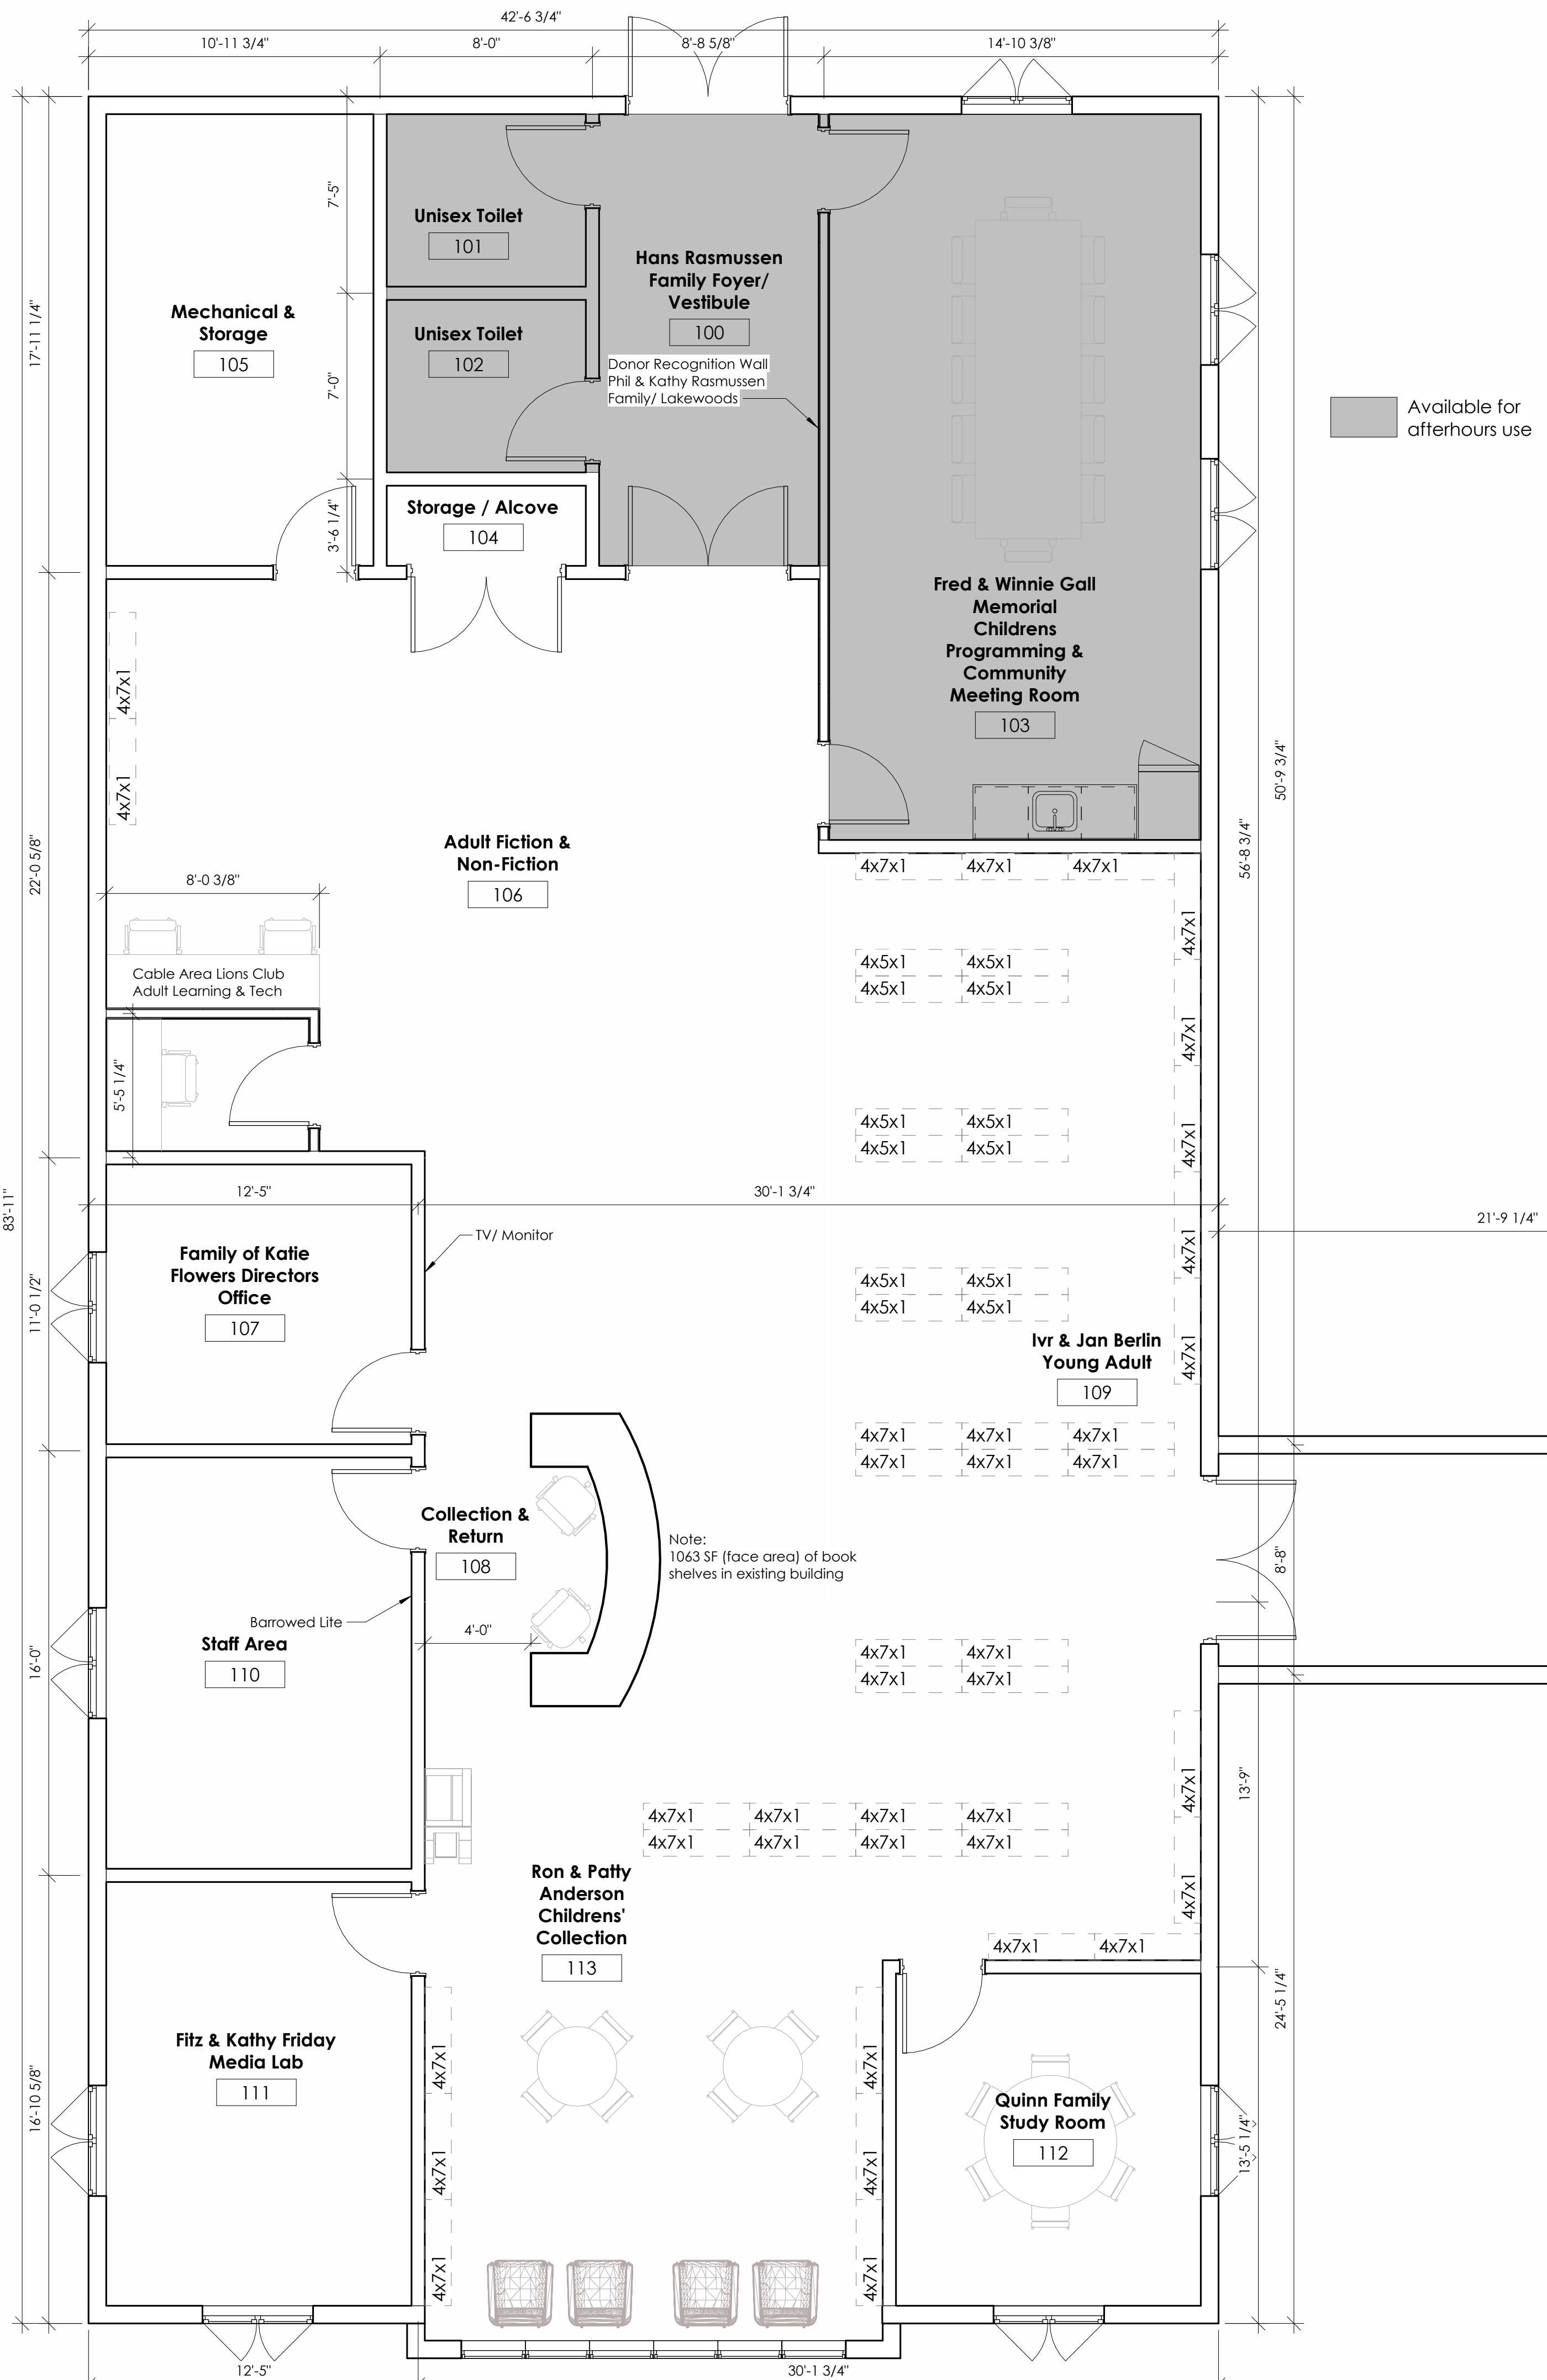 42'-6 3/4"
10'-11 3/4"
8'-0"
8'-8 5/8"
14'-10 3/8"
7'-5"
Unisex Toilet
101
Hans Rasmussen
Family Foyer/
Vestibule
100
Mechanical &
Storage
105
17'-11 1/4"
Unisex Toilet
102
7'-0"
Donor Recognition Wall
Phil & Kathy Rasmussen
Family/ Lakewoods
Available for
afterhours use
Storage / Alcove
104
3'-6 1/4"
Fred & Winnie Gall
Memorial
Childrens
Programming &
Community
Meeting Room
103
4x7x1
4x7x1
50'-9 3/4"
56'-8 3/4"
22'-0 5/8"
Adult Fiction &
Non-Fiction
106
8'-0 3/8"
4x7x1
4x7x1
4x7x1
4x7x1
Cable Area Lions Club
Adult Learning & Tech
4x5x1
4x5x1
4x5x1
4x5x1
4x7x1
5'-5 1/4"
4x5x1
4x5x1
4x5x1
4x5x1
4x7x1
12'-5"
30'-1 3/4"
83'-11"
21'-9 1/4"
TV/ Monitor
4x7x1
Family of Katie
Flowers Directors
Office
107
11'-0 1/2"
4x5x1
4x5x1
4x5x1
4x5x1
Ivr & Jan Berlin
Young Adult
109
4x7x1
4x7x1
4x7x1
4x7x1
4x7x1
4x7x1
4x7x1
Collection &
Return
108
Note:
1063 SF (face area) of book
shelves in existing building
8'-8"
Barrowed Lite
4'-0"
Staff Area
110
16'-0"
4x7x1
4x7x1
4x7x1
4x7x1
4x7x1
13'-9"
4x7x1
4x7x1
4x7x1
4x7x1
4x7x1
4x7x1
4x7x1
4x7x1
4x7x1
Ron & Patty
Anderson
Childrens'
Collection
113
4x7x1
4x7x1
24'-5 1/4"
Fitz & Kathy Friday
Media Lab
111
16'-10 5/8"
4x7x1
4x7x1
Quinn Family
Study Room
112
13'-5 1/4"
4x7x1
4x7x1
4x7x1
4x7x1
12'-5"
30'-1 3/4"